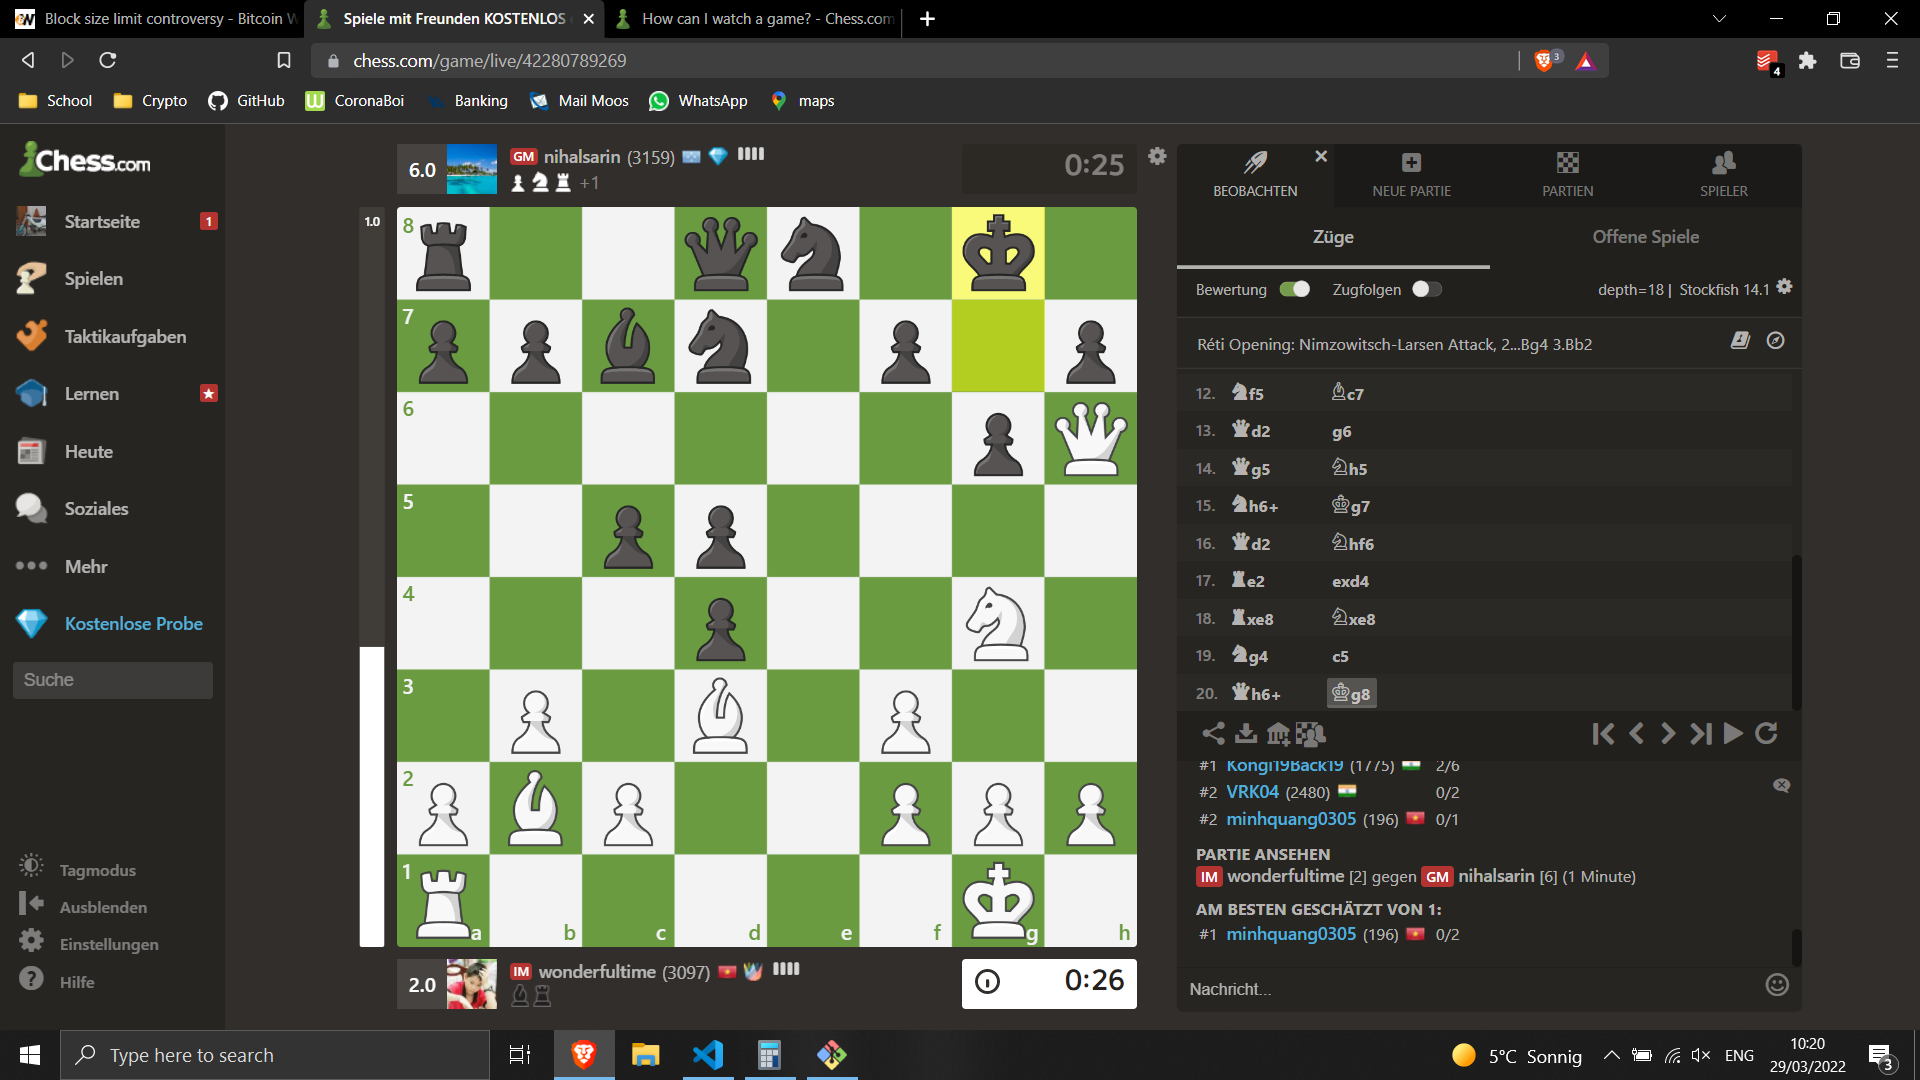 Block size limit controversy - Bitcoin W
Spiele mit Freunden KOSTENLOS
How can I watch a game? - Chess.com
chess.com/game/live/42280789269
3
4
School
Crypto
GitHub
CoronaBoi
Banking
Mail Moos
WhatsApp
maps
Chess.com
Startseite
1
Spielen
Taktikaufgaben
Lernen
Heute
Soziales
Mehr
Kostenlose Probe
Suche
Tagmodus
Ausblenden
Einstellungen
Hilfe
6.0
GM nihalsarin (3159)
+1
0:25
1.0
8
7
6
5
4
3
2
1
a b c d e f g h
2.0
IM wonderfultime (3097)
0:26
BEOBACHTEN
NEUE PARTIE
PARTIEN
SPIELER
Züge
Offene Spiele
Bewertung
Zugfolgen
depth=18 | Stockfish 14.1
Réti Opening: Nimzowitsch-Larsen Attack, 2...Bg4 3.Bb2
12. f5 c7
13. d2 g6
14. g5 h5
15. h6+ g7
16. d2 hf6
17. e2 exd4
18. xe8 xe8
19. g4 c5
20. h6+ g8
#1 Kongi19Back19 (1775) 2/6
#2 VRK04 (2480) 0/2
#2 minhquang0305 (196) 0/1
PARTIE ANSEHEN
IM wonderfultime [2] gegen GM nihalsarin [6] (1 Minute)
AM BESTEN GESCHÄTZT VON 1:
#1 minhquang0305 (196) 0/2
Nachricht...
Type here to search
5°C Sonnig
ENG
10:20
29/03/2022
3